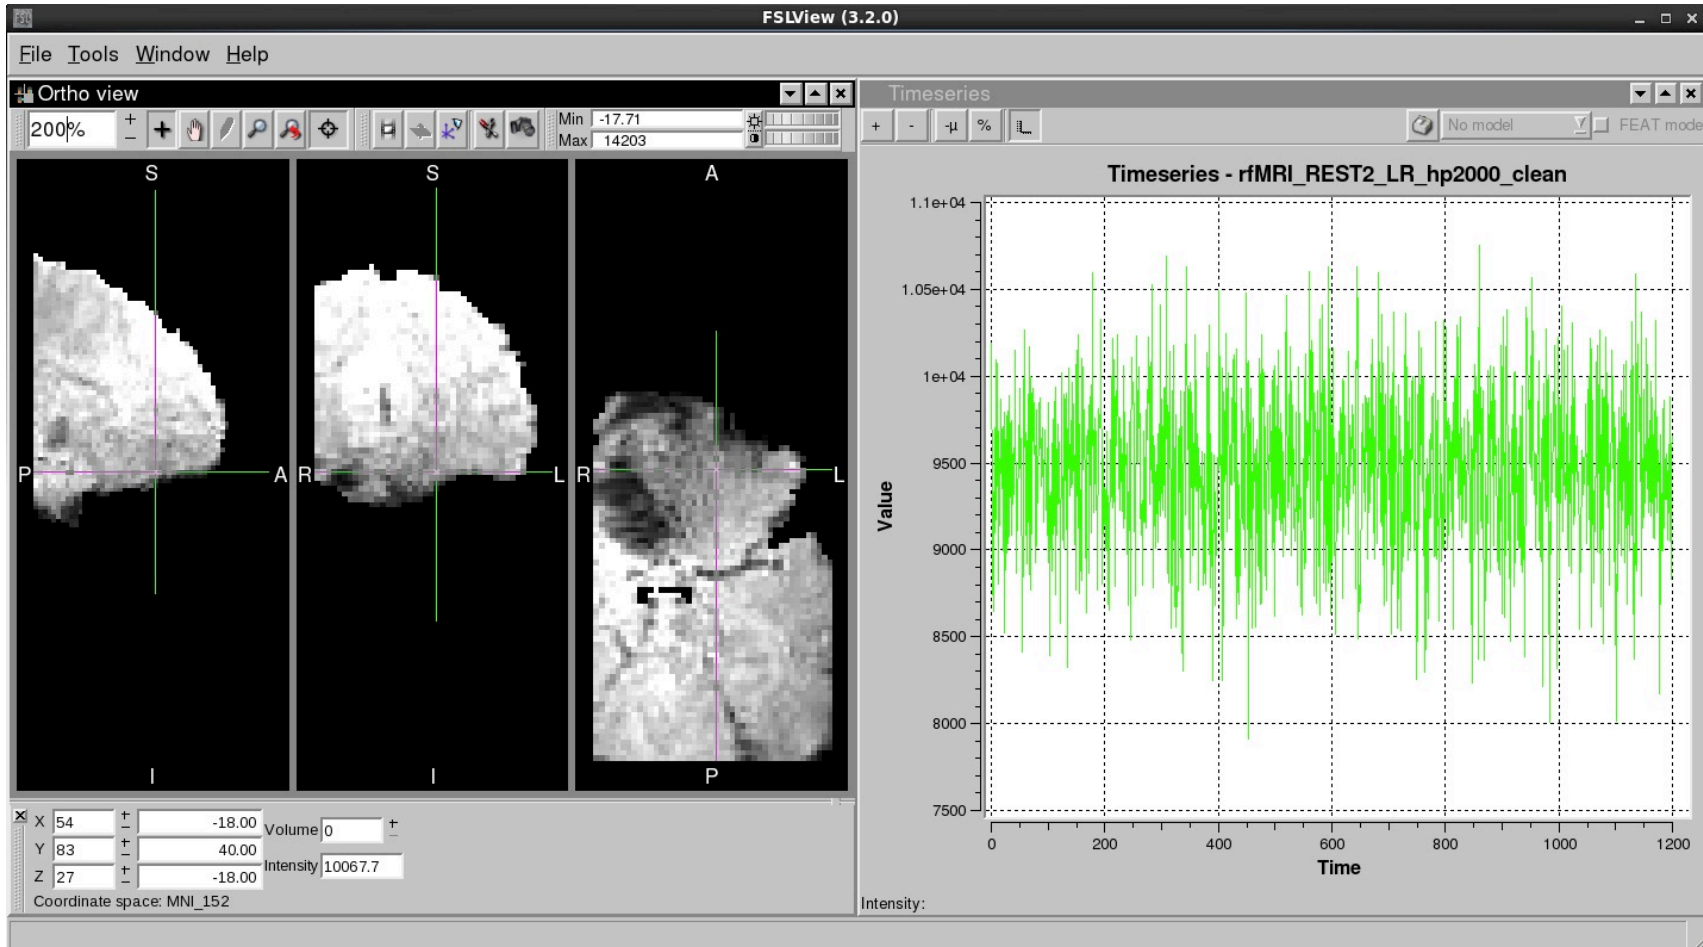 FSL
FSLView (3.2.0)
File Tools Window Help
Ortho view
200%
+
−
Min -17.71
Max 14203
S
S
A
P
A
R
L
R
L
I
I
P
X 54 + − -18.00
Y 83 + − 40.00
Z 27 + − -18.00
Volume 0 + −
Intensity 10067.7
Coordinate space: MNI_152
Timeseries
+ - -µ %
No model
FEAT mode
Timeseries - rfMRI_REST2_LR_hp2000_clean
1.1e+04
1.05e+04
1e+04
9500
9000
8500
8000
7500
Value
0 200 400 600 800 1000 1200
Time
Intensity: